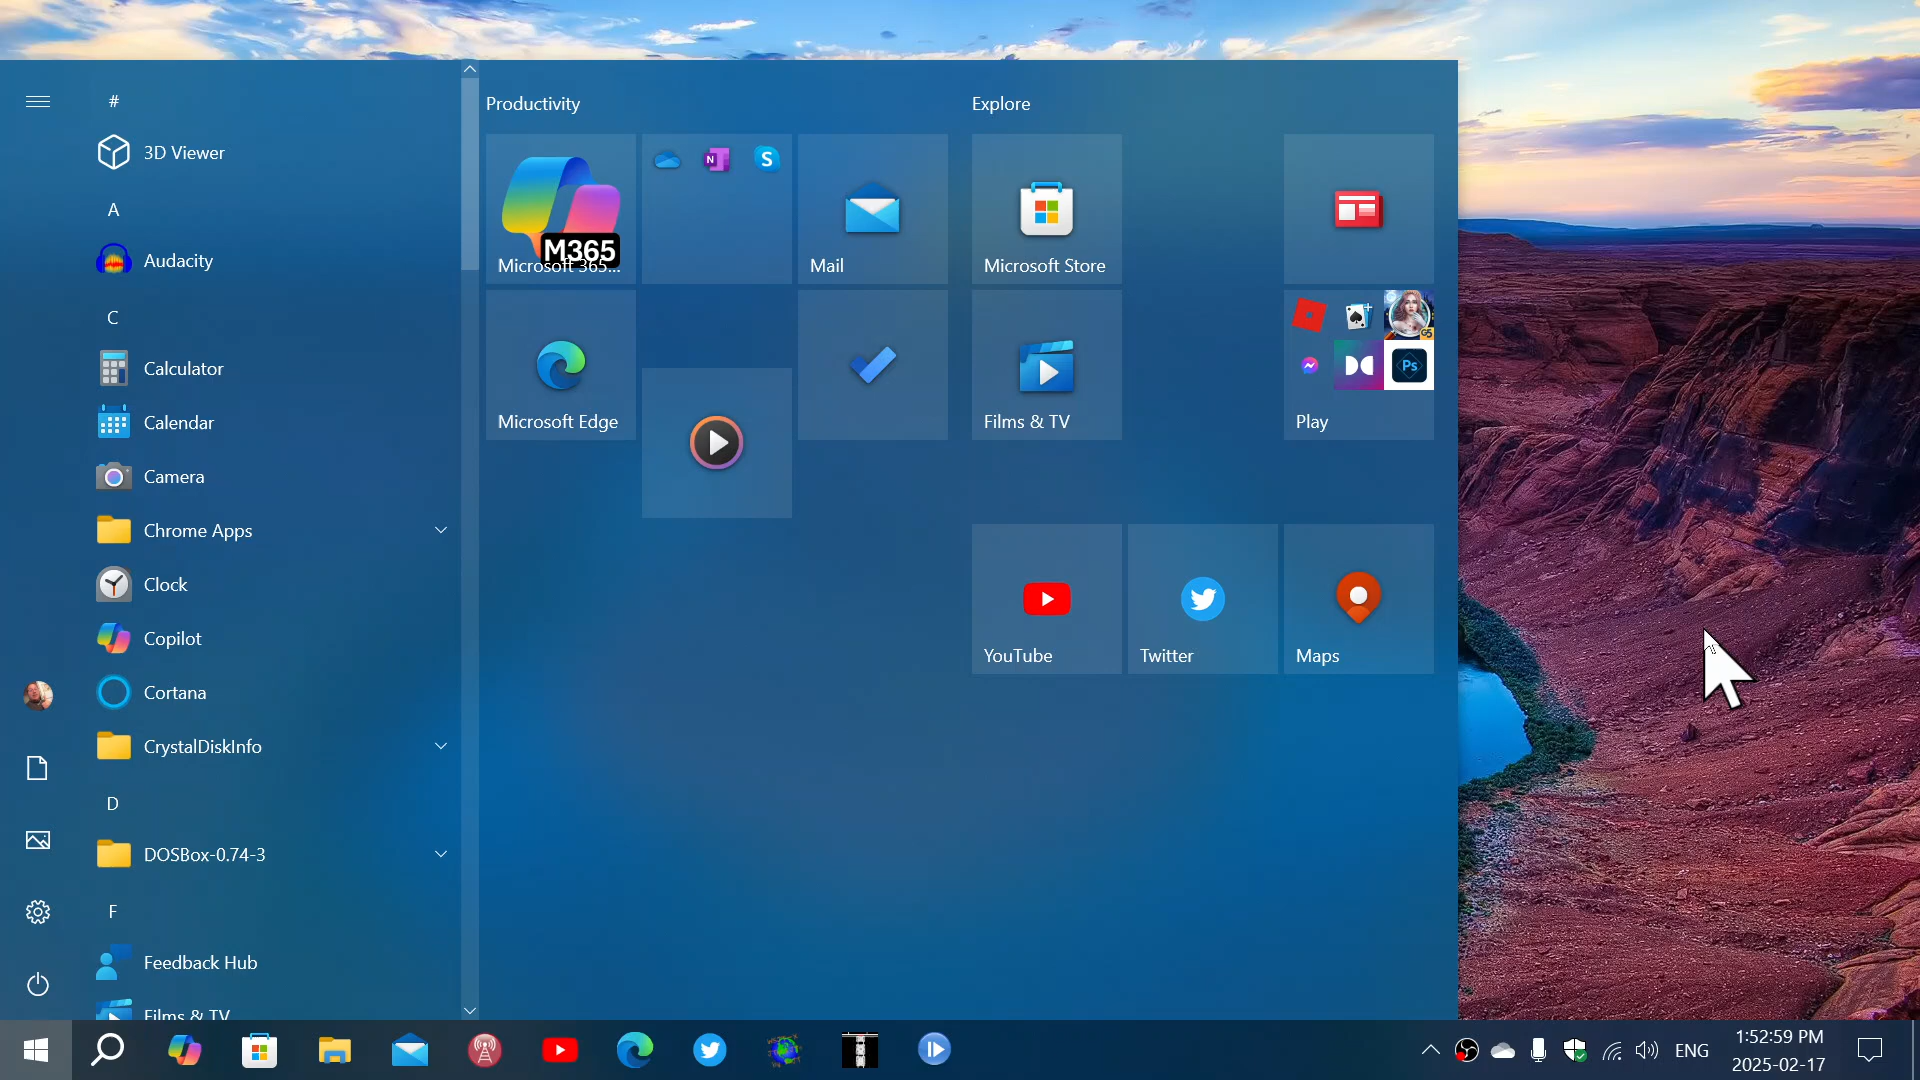 #
3D Viewer
A
Audacity
C
Calculator
Calendar
Camera
Chrome Apps
Clock
Copilot
Cortana
CrystalDiskInfo
D
DOSBox-0.74-3
F
Feedback Hub
Films & TV
Productivity
M365
Microsoft 365...
N
S
Mail
Microsoft Edge
Explore
Microsoft Store
Films & TV
G5
Ps
Play
YouTube
Twitter
Maps
ENG
1:52:59 PM
2025-02-17